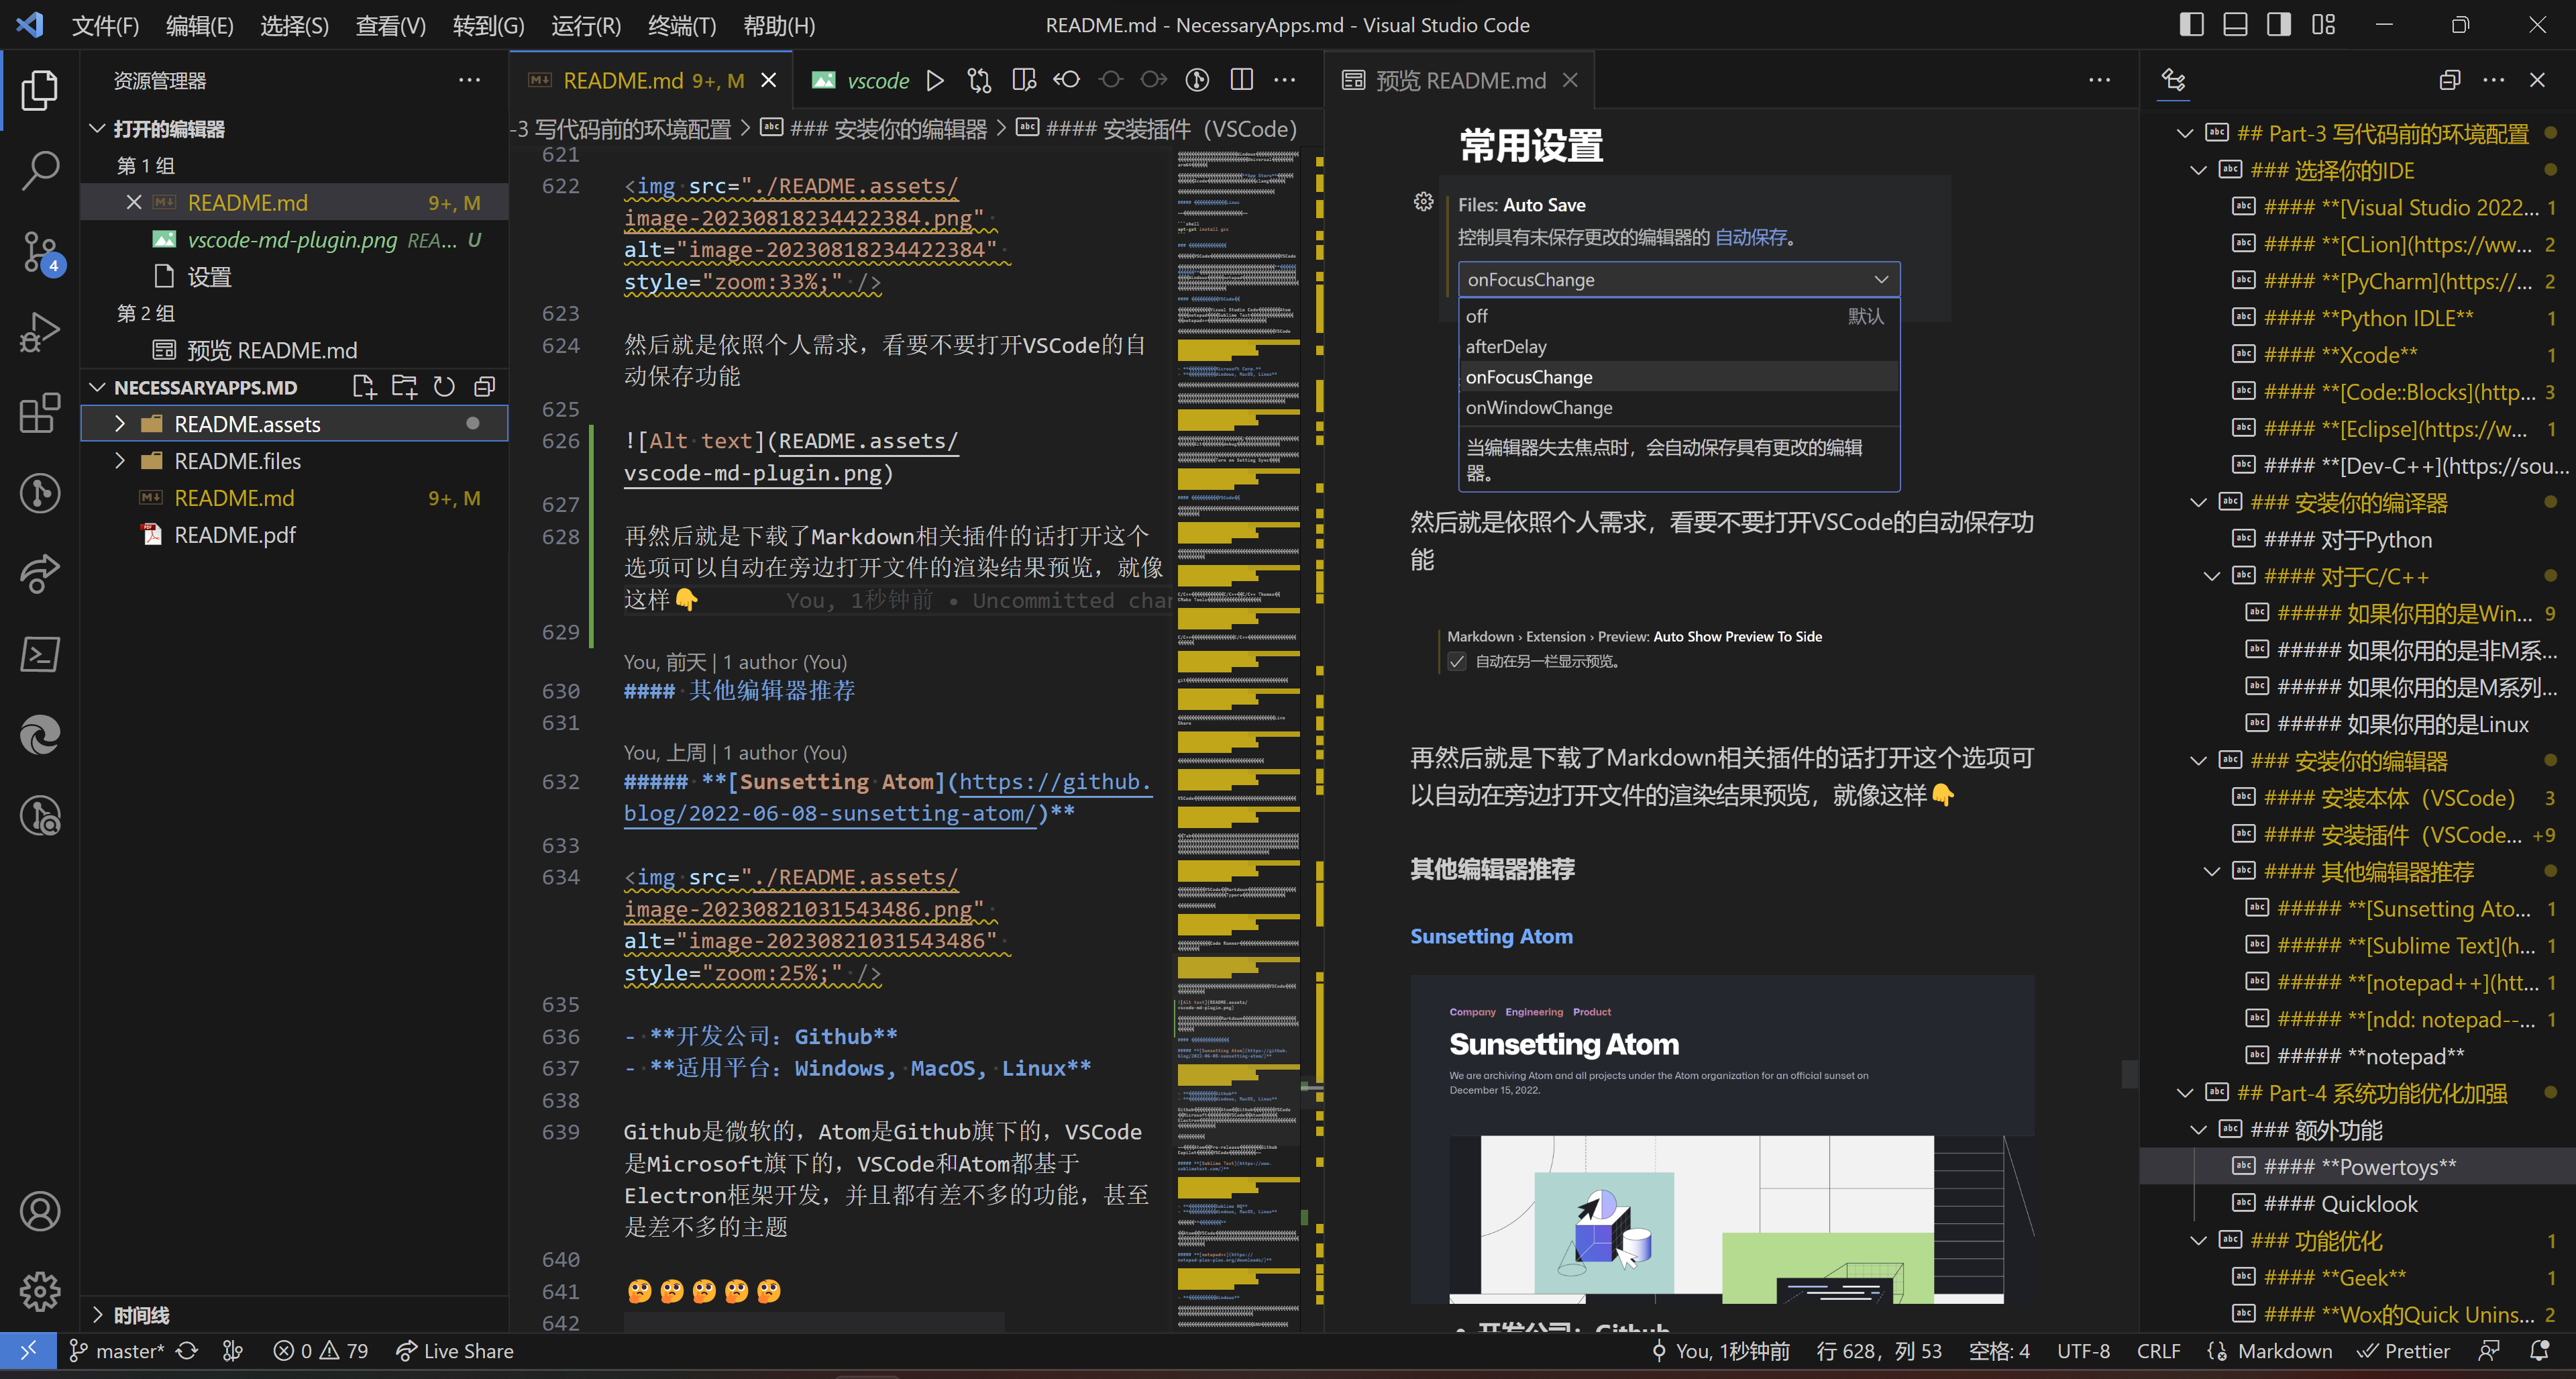 文件(F) 编辑(E) 选择(S) 查看(V) 转到(G) 运行(R) 终端(T) 帮助(H)
README.md - NecessaryApps.md - Visual Studio Code
资源管理器
打开的编辑器
第 1 组
README.md 9+, M
vscode-md-plugin.png REA... U
设置
第 2 组
预览 README.md
NECESSARYAPPS.MD
README.assets
README.files
README.md 9+, M
README.pdf
时间线
4
README.md 9+, M
vscode
-3 写代码前的环境配置 > ### 安装你的编辑器 > #### 安装插件（VSCode）
621
622 <img src="./README.assets/
image-20230818234422384.png"
alt="image-20230818234422384"
style="zoom:33%;" />
623
624 然后就是依照个人需求，看要不要打开VSCode的自
动保存功能
625
626 ![Alt text](README.assets/
vscode-md-plugin.png)
627
628 再然后就是下载了Markdown相关插件的话打开这个
选项可以自动在旁边打开文件的渲染结果预览，就像
这样👇 You, 1秒钟前 • Uncommitted char
629
You, 前天 | 1 author (You)
630 #### 其他编辑器推荐
631
You, 上周 | 1 author (You)
632 ##### **[Sunsetting Atom](https://github.
blog/2022-06-08-sunsetting-atom/)**
633
634 <img src="./README.assets/
image-20230821031543486.png"
alt="image-20230821031543486"
style="zoom:25%;" />
635
636 - **开发公司：Github**
637 - **适用平台：Windows, MacOS, Linux**
638
639 Github是微软的，Atom是Github旗下的，VSCode
是Microsoft旗下的，VSCode和Atom都基于
Electron框架开发，并且都有差不多的功能，甚至
是差不多的主题
640
641 🤔🤔🤔🤔🤔
642
预览 README.md
常用设置
Files: Auto Save
控制具有未保存更改的编辑器的 自动保存。
onFocusChange
off 默认
afterDelay
onFocusChange
onWindowChange
当编辑器失去焦点时，会自动保存具有更改的编辑
器。
然后就是依照个人需求，看要不要打开VSCode的自动保存功
能
Markdown › Extension › Preview: Auto Show Preview To Side
自动在另一栏显示预览。
再然后就是下载了Markdown相关插件的话打开这个选项可
以自动在旁边打开文件的渲染结果预览，就像这样👇
其他编辑器推荐
Sunsetting Atom
Company Engineering Product
Sunsetting Atom
We are archiving Atom and all projects under the Atom organization for an official sunset on
December 15, 2022.
• 开发公司：Github
## Part-3 写代码前的环境配置
### 选择你的IDE
#### **[Visual Studio 2022... 1
#### **[CLion](https://ww... 2
#### **[PyCharm](https://... 2
#### **Python IDLE** 1
#### **Xcode** 1
#### **[Code::Blocks](http... 3
#### **[Eclipse](https://w... 1
#### **[Dev-C++](https://sou...
### 安装你的编译器
#### 对于Python
#### 对于C/C++
##### 如果你用的是Win... 9
##### 如果你用的是非M系...
##### 如果你用的是M系列...
##### 如果你用的是Linux
### 安装你的编辑器
#### 安装本体（VSCode） 3
#### 安装插件（VSCode... +9
#### 其他编辑器推荐
##### **[Sunsetting Ato... 1
##### **[Sublime Text](h... 1
##### **[notepad++](htt... 1
##### **[ndd: notepad--... 1
##### **notepad**
## Part-4 系统功能优化加强
### 额外功能
#### **Powertoys**
#### Quicklook
### 功能优化 1
#### **Geek** 1
#### **Wox的Quick Unins... 2
master* 0 79 Live Share
You, 1秒钟前 行 628，列 53 空格: 4 UTF-8 CRLF Markdown Prettier